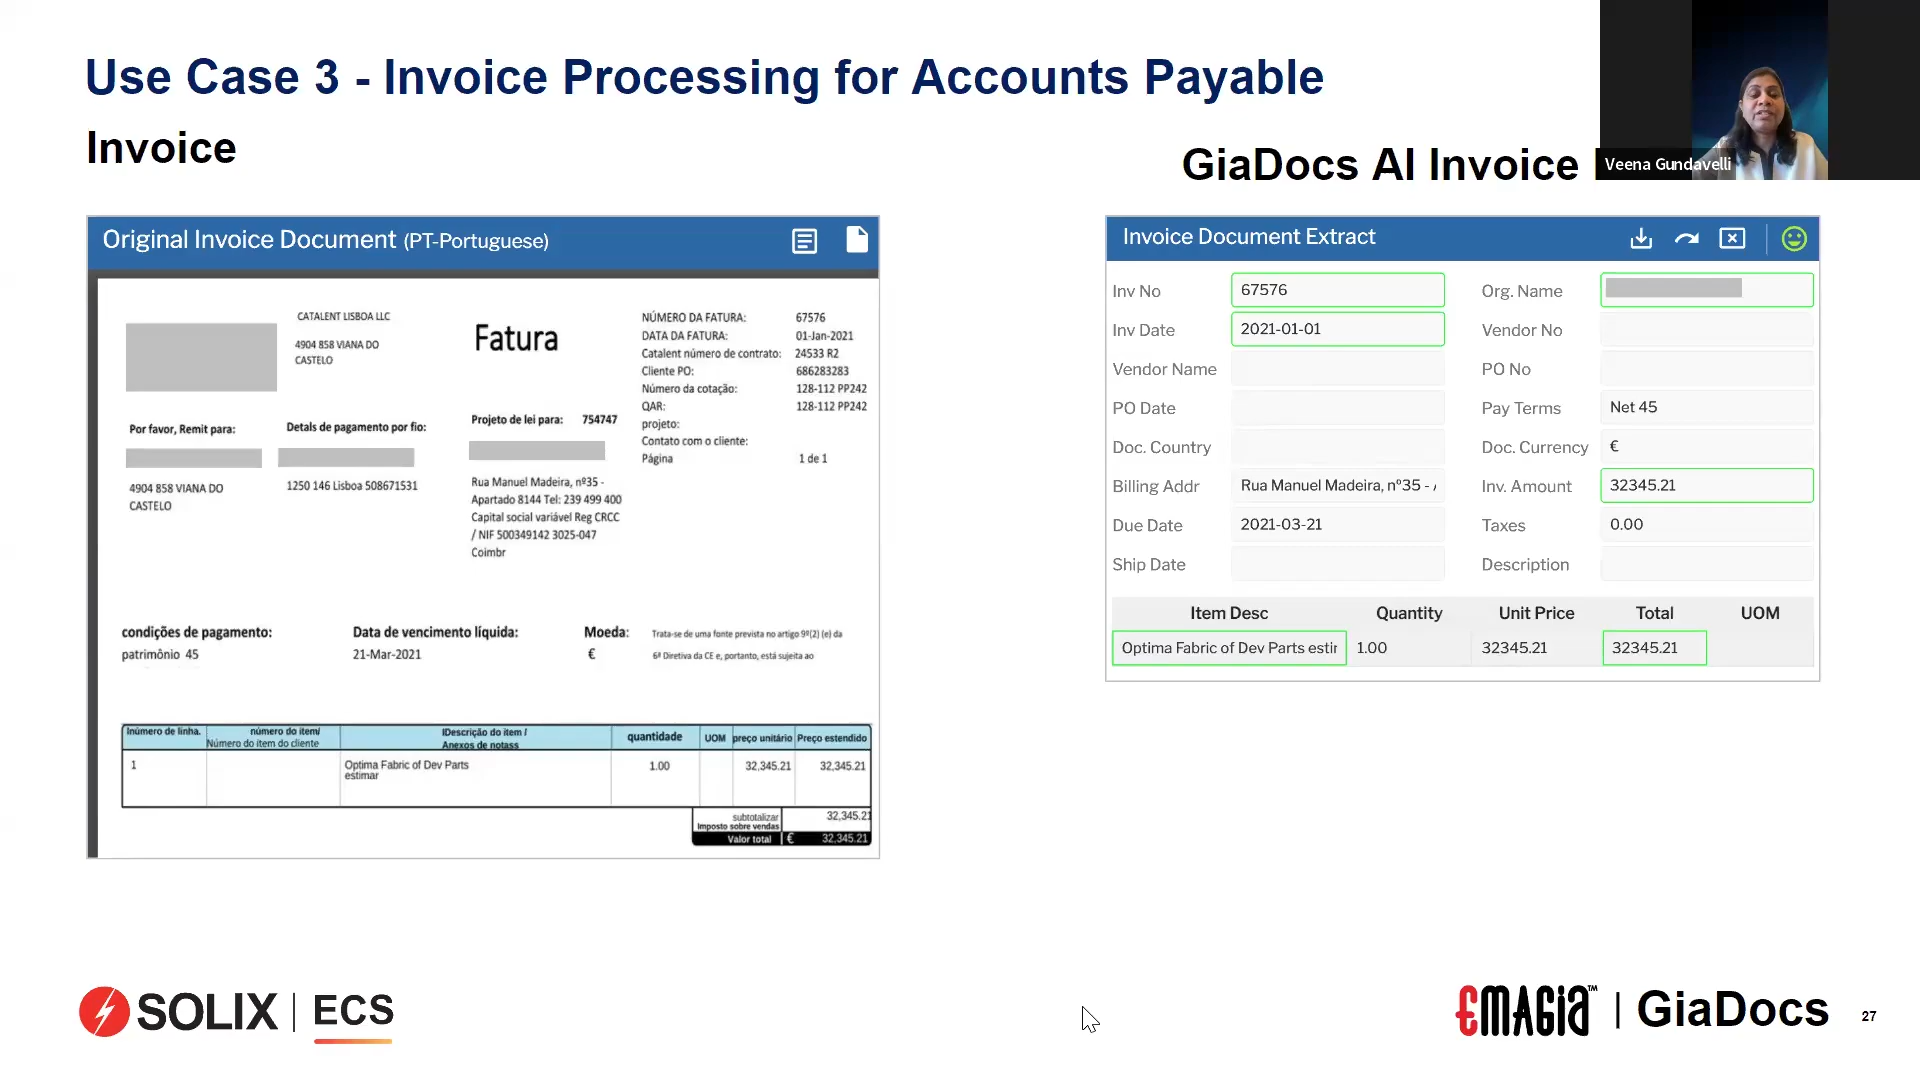 Use Case 3 - Invoice Processing for Accounts Payable
Invoice
GiaDocs AI Invoice
Veena Gundavelli
Original Invoice Document (PT-Portuguese)
CATALENT LISBOA LLC
4904 858 VIANA DO
CASTELO
Fatura
NÚMERO DA FATURA: 67576
DATA DA FATURA: 01-Jan-2021
Catalent número de contrato: 24533 R2
Cliente PO: 686283283
Número da cotação: 128-112 PP242
QAR: 128-112 PP242
projeto:
Contato com o cliente:
Página 1 de 1
Por favor, Remit para:
4904 858 VIANA DO
CASTELO
Detals de pagamento por fio:
1250 146 Lisboa 508671531
Projeto de lei para: 754747
Rua Manuel Madeira, nº35 -
Apartado 8144 Tel: 239 499 400
Capital social variável Reg CRCC
/ NIF 500349142 3025-047
Coimbr
condições de pagamento:
patrimônio 45
Data de vencimento líquida:
21-Mar-2021
Moeda:
€
Trata-se de uma fonte prevista no artigo 9º(2) (e) da
6ª Diretiva da CE e, portanto, está sujeita ao
Inúmero de linha. número do itemI IDescrição do item / quantidade UOM preço unitário Preço estendido
Número do item do cliente Anexos de notass
1 Optima Fabric of Dev Parts 1.00 32,345.21 32,345.21
estimar
subtotalizar 32,345.21
Imposto sobre vendas
Valor total € 32,345.21
Invoice Document Extract
Inv No 67576 Org. Name
Inv Date 2021-01-01 Vendor No
Vendor Name PO No
PO Date Pay Terms Net 45
Doc. Country Doc. Currency €
Billing Addr Rua Manuel Madeira, nº35 - Inv. Amount 32345.21
Due Date 2021-03-21 Taxes 0.00
Ship Date Description
Item Desc Quantity Unit Price Total UOM
Optima Fabric of Dev Parts estir 1.00 32345.21 32345.21
SOLIX | ECS
EMAGIA™ | GiaDocs
27